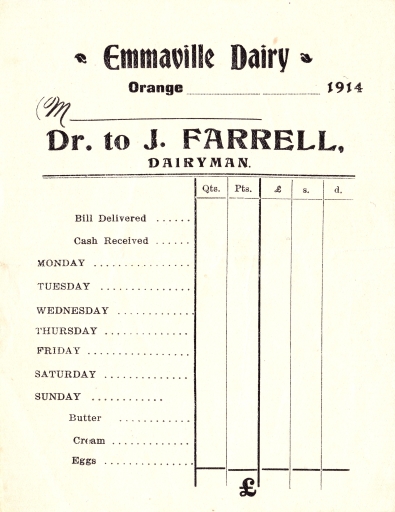 Emmaville Dairy
Orange ........................ 1914
M
Dr. to J. FARRELL,
DAIRYMAN.
Qts. Pts. £ s. d.
Bill Delivered ......
Cash Received ......
MONDAY ..............
TUESDAY .............
WEDNESDAY ...........
THURSDAY ............
FRIDAY ..............
SATURDAY ............
SUNDAY ..........
Butter ..........
Cream ...........
Eggs ............
£